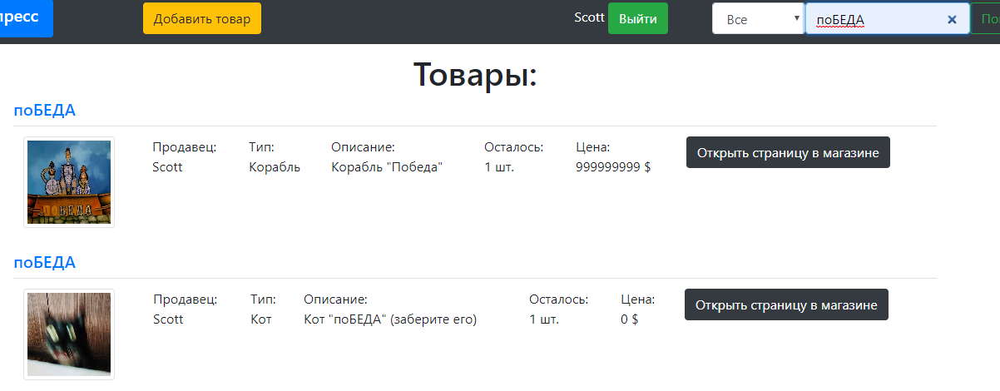 пресс Добавить товар Scott Выйти Все поБЕДА
Товары:
поБЕДА
Продавец: Тип: Описание: Осталось: Цена: Открыть страницу в магазине
Scott Корабль Корабль "Победа" 1 шт. 999999999 $
ПОБЕДА
поБЕДА
Продавец: Тип: Описание: Осталось: Цена: Открыть страницу в магазине
Scott Кот Кот "поБЕДА" (заберите его) 1 шт. 0 $